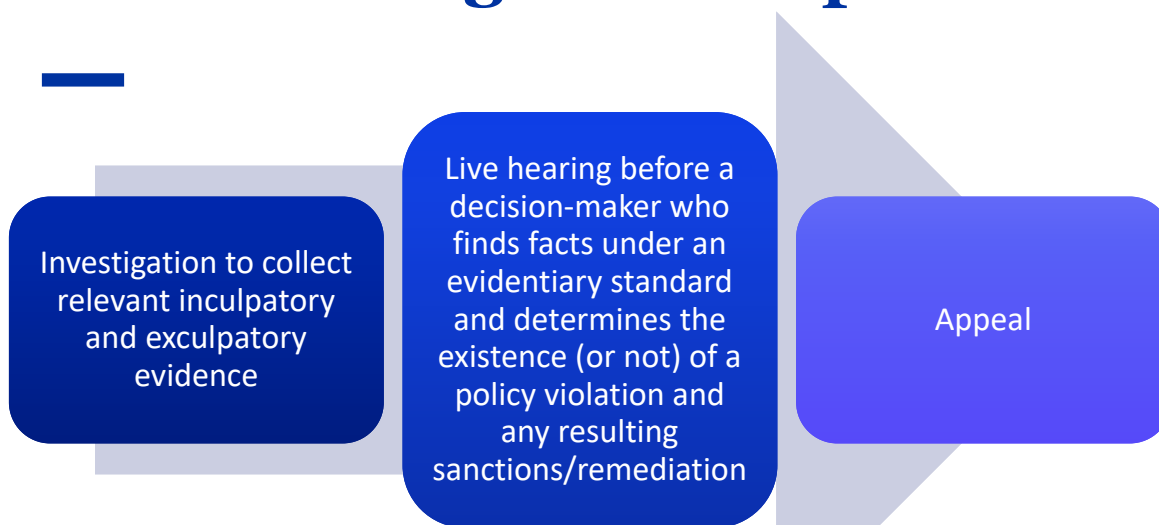 Investigation to collect
relevant inculpatory
and exculpatory
evidence
Live hearing before a
decision-maker who
finds facts under an
evidentiary standard
and determines the
existence (or not) of a
policy violation and
any resulting
sanctions/remediation
Appeal